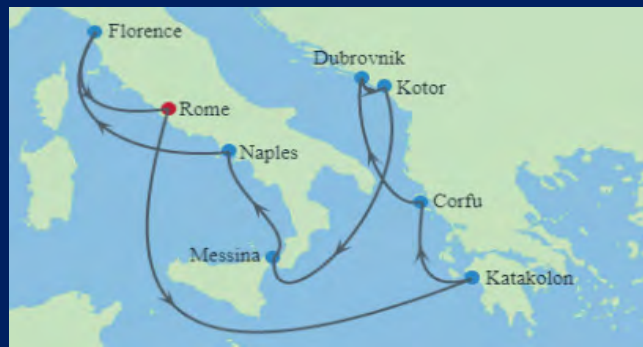 Florence
Dubrovnik
Kotor
Rome
Naples
Corfu
Messina
Katakolon